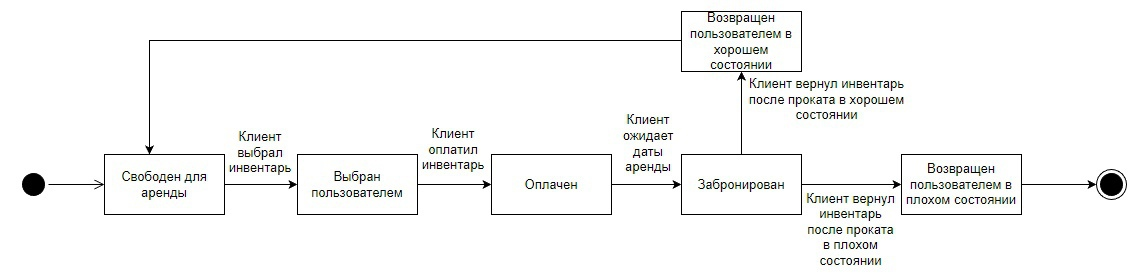 Возвращен
пользователем в
хорошем
состоянии
Клиент вернул инвентарь
после проката в хорошем
состоянии
Клиент
выбрал
инвентарь
Клиент
оплатил
инвентарь
Клиент
ожидает
даты
аренды
Свободен для
аренды
Выбран
пользователем
Оплачен
Забронирован
Возвращен
пользователем в
плохом состоянии
Клиент вернул
инвентарь
после проката
в плохом
состоянии